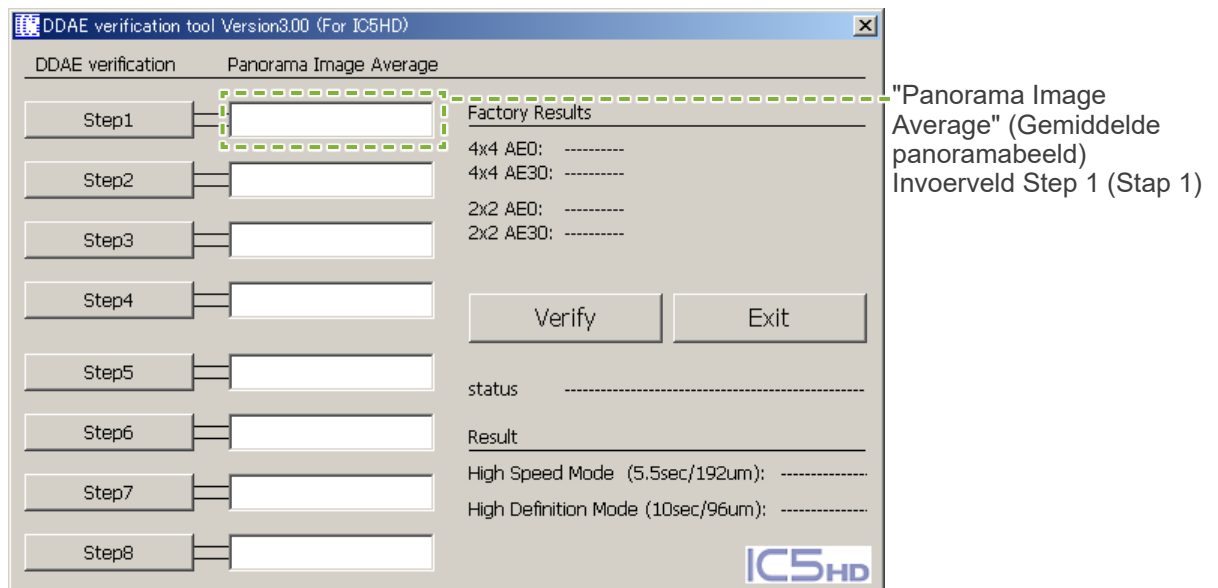 DDAE verification tool Version3.00 (For IC5HD)
DDAE verification Panorama Image Average
Step1
Step2
Step3
Step4
Step5
Step6
Step7
Step8
Factory Results
4x4 AE0: ----------
4x4 AE30: ----------
2x2 AE0: ----------
2x2 AE30: ----------
Verify Exit
status --------------------------------------------------
Result
High Speed Mode (5.5sec/192um): ---------------
High Definition Mode (10sec/96um): ---------------
IC5HD
"Panorama Image
Average" (Gemiddelde
panoramabeeld)
Invoerveld Step 1 (Stap 1)